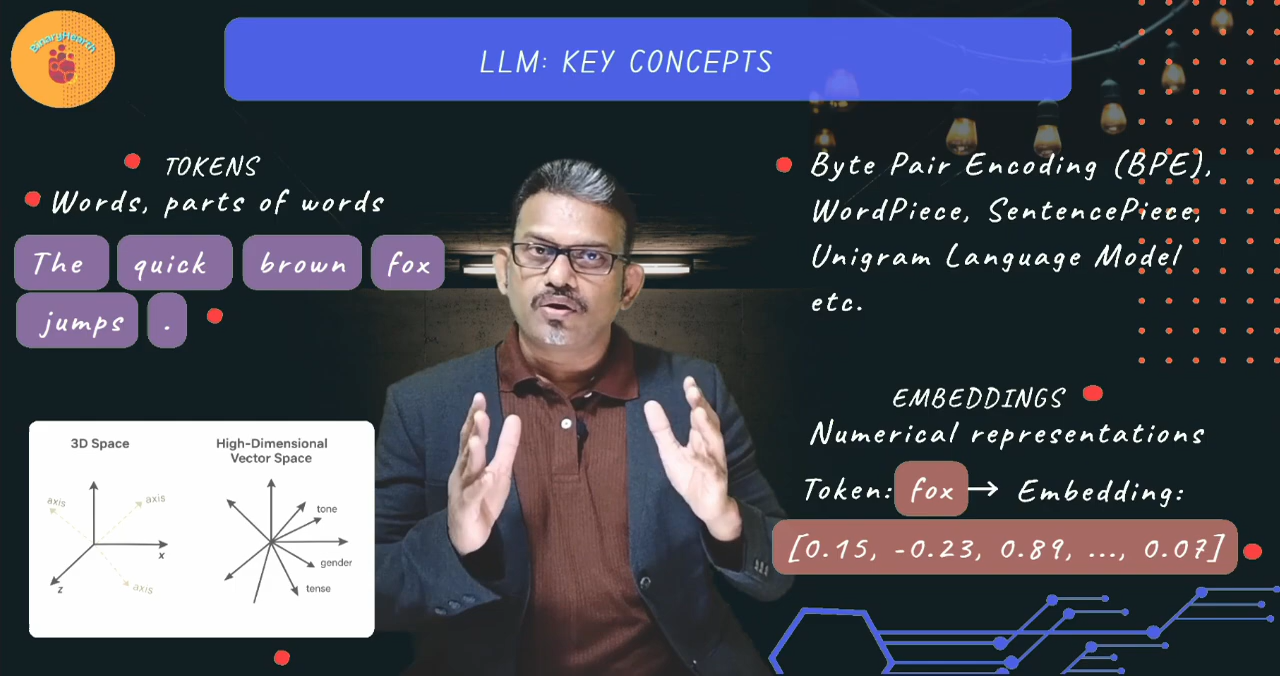 BinaryHearth
LLM: KEY CONCEPTS
TOKENS
Words, parts of words
The quick brown fox
jumps .
3D Space
axis
axis
x
z
axis
High-Dimensional
Vector Space
tone
gender
tense
Byte Pair Encoding (BPE),
WordPiece, SentencePiece,
Unigram Language Model
etc.
EMBEDDINGS
Numerical representations
Token: fox → Embedding:
[0.15, -0.23, 0.89, ..., 0.07]